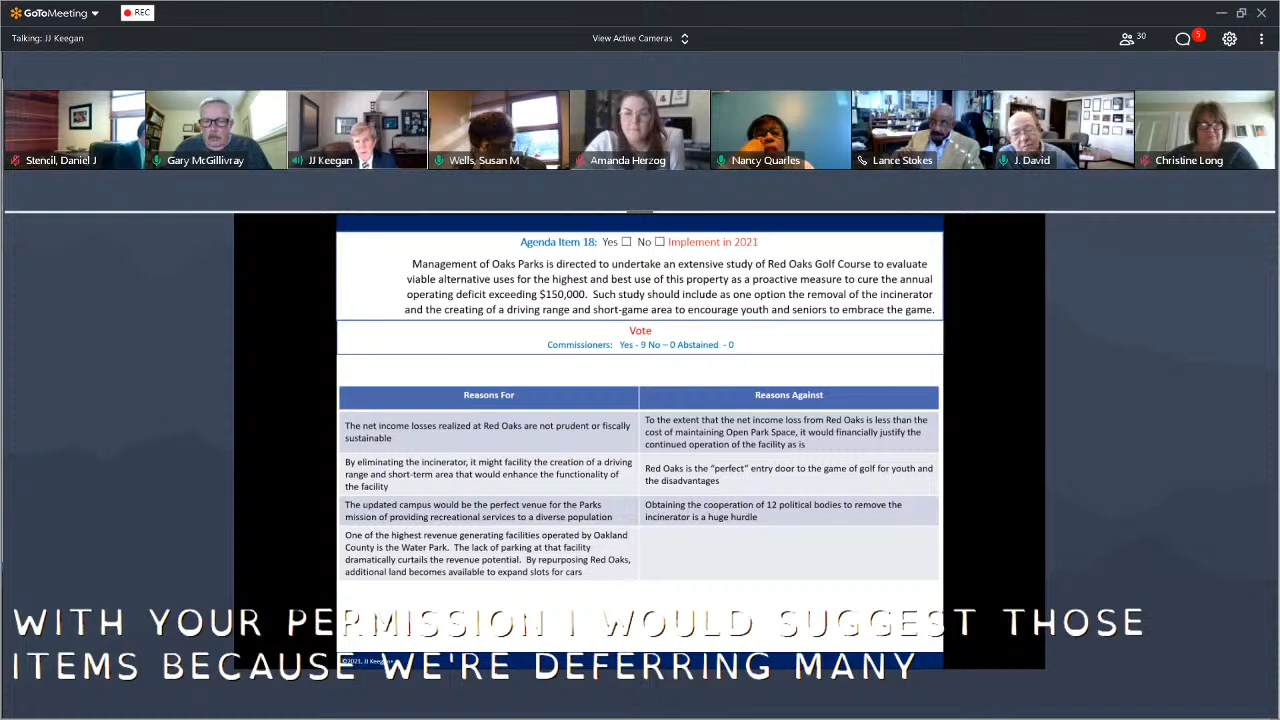 GoToMeeting
REC
Talking: JJ Keegan
View Active Cameras
30
5
Stencil, Daniel J
Gary McGillivray
JJ Keegan
Wells, Susan M
Amanda Herzog
Nancy Quarles
Lance Stokes
J. David
Christine Long
Agenda Item 18: Yes ☐ No ☐ Implement in 2021
Management of Oaks Parks is directed to undertake an extensive study of Red Oaks Golf Course to evaluate
viable alternative uses for the highest and best use of this property as a proactive measure to cure the annual
operating deficit exceeding $150,000. Such study should include as one option the removal of the incinerator
and the creating of a driving range and short-game area to encourage youth and seniors to embrace the game.
Vote
Commissioners: Yes - 9 No – 0 Abstained - 0
Reasons For
Reasons Against
The net income losses realized at Red Oaks are not prudent or fiscally
sustainable
To the extent that the net income loss from Red Oaks is less than the
cost of maintaining Open Park Space, it would financially justify the
continued operation of the facility as is
By eliminating the incinerator, it might facility the creation of a driving
range and short-term area that would enhance the functionality of
the facility
Red Oaks is the “perfect” entry door to the game of golf for youth and
the disadvantages
The updated campus would be the perfect venue for the Parks
mission of providing recreational services to a diverse population
Obtaining the cooperation of 12 political bodies to remove the
incinerator is a huge hurdle
One of the highest revenue generating facilities operated by Oakland
County is the Water Park. The lack of parking at that facility
dramatically curtails the revenue potential. By repurposing Red Oaks,
additional land becomes available to expand slots for cars
WITH YOUR PERMISSION I WOULD SUGGEST THOSE
ITEMS BECAUSE WE'RE DEFERRING MANY
©2021, JJ Keegan